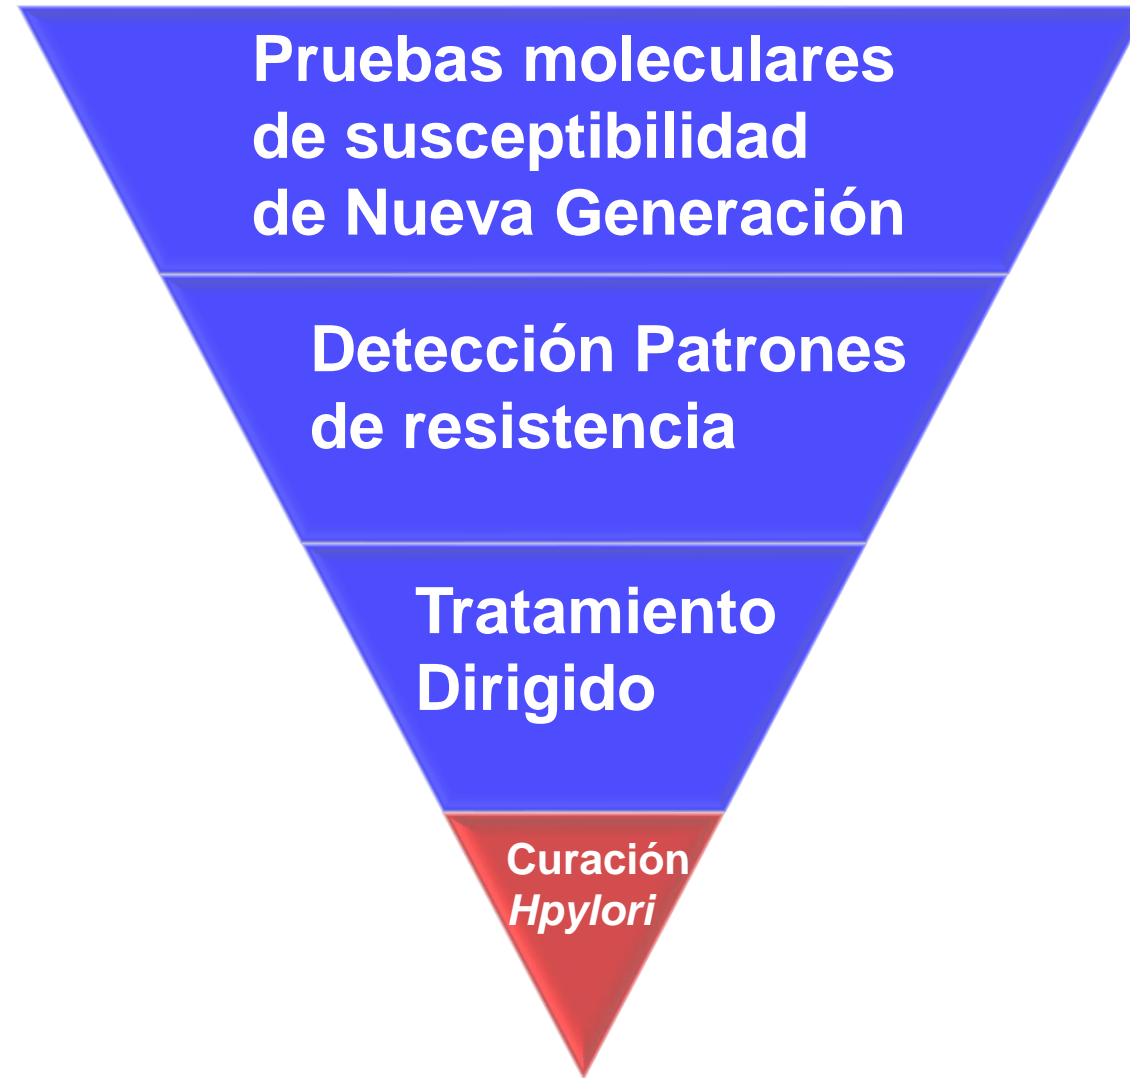 Pruebas moleculares
de susceptibilidad
de Nueva Generación
Detección Patrones
de resistencia
Tratamiento
Dirigido
Curación
Hpylori